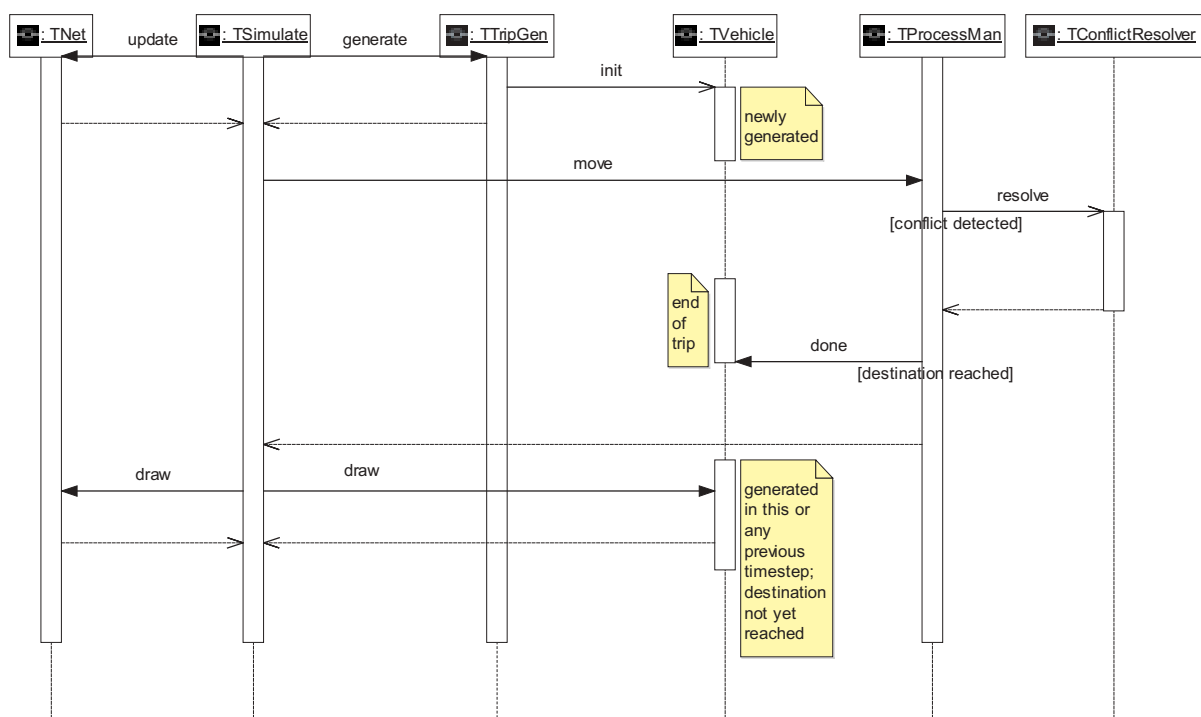 : TNet
: TSimulate
: TTripGen
: TVehicle
: TProcessMan
: TConflictResolver
update
generate
init
newly
generated
move
resolve
[conflict detected]
end
of
trip
done
[destination reached]
draw
draw
generated
in this or
any
previous
timestep;
destination
not yet
reached